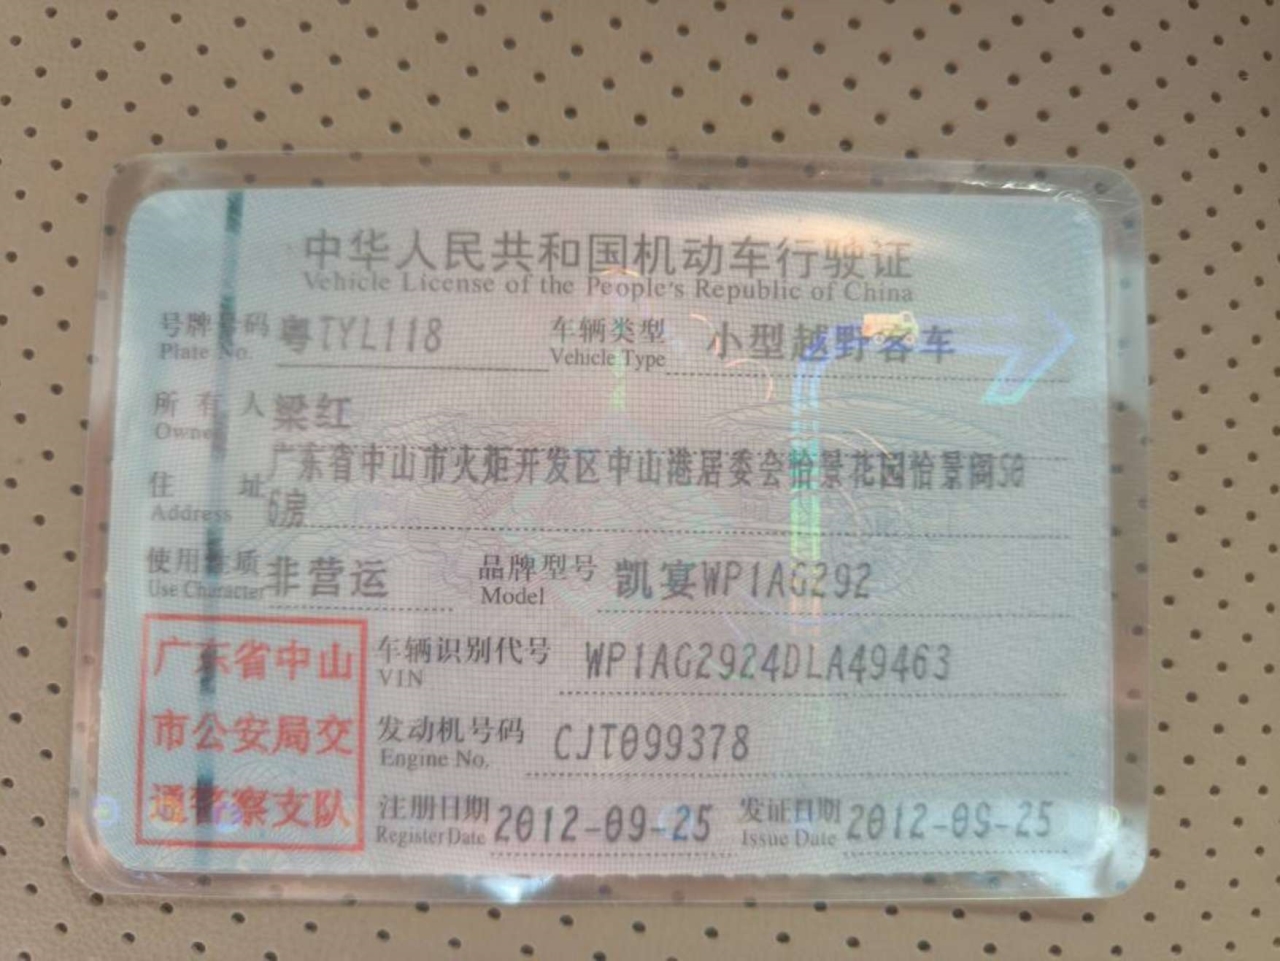 中华人民共和国机动车行驶证
Vehicle License of the People's Republic of China
号牌号码 粤TYL118 车辆类型 小型越野客车
Plate No. Vehicle Type
所有人 梁红
Owner
广东省中山市火炬开发区中山港居委会怡景花园怡景阁50
住址 6房
Address
使用性质 非营运 品牌型号 凯宴WP1AG292
Use Character Model
车辆识别代号 WP1AG2924DLA49463
VIN
发动机号码 CJT099378
Engine No.
注册日期 2012-09-25 发证日期 2012-09-25
Register Date Issue Date
广东省中山
市公安局交
通警察支队